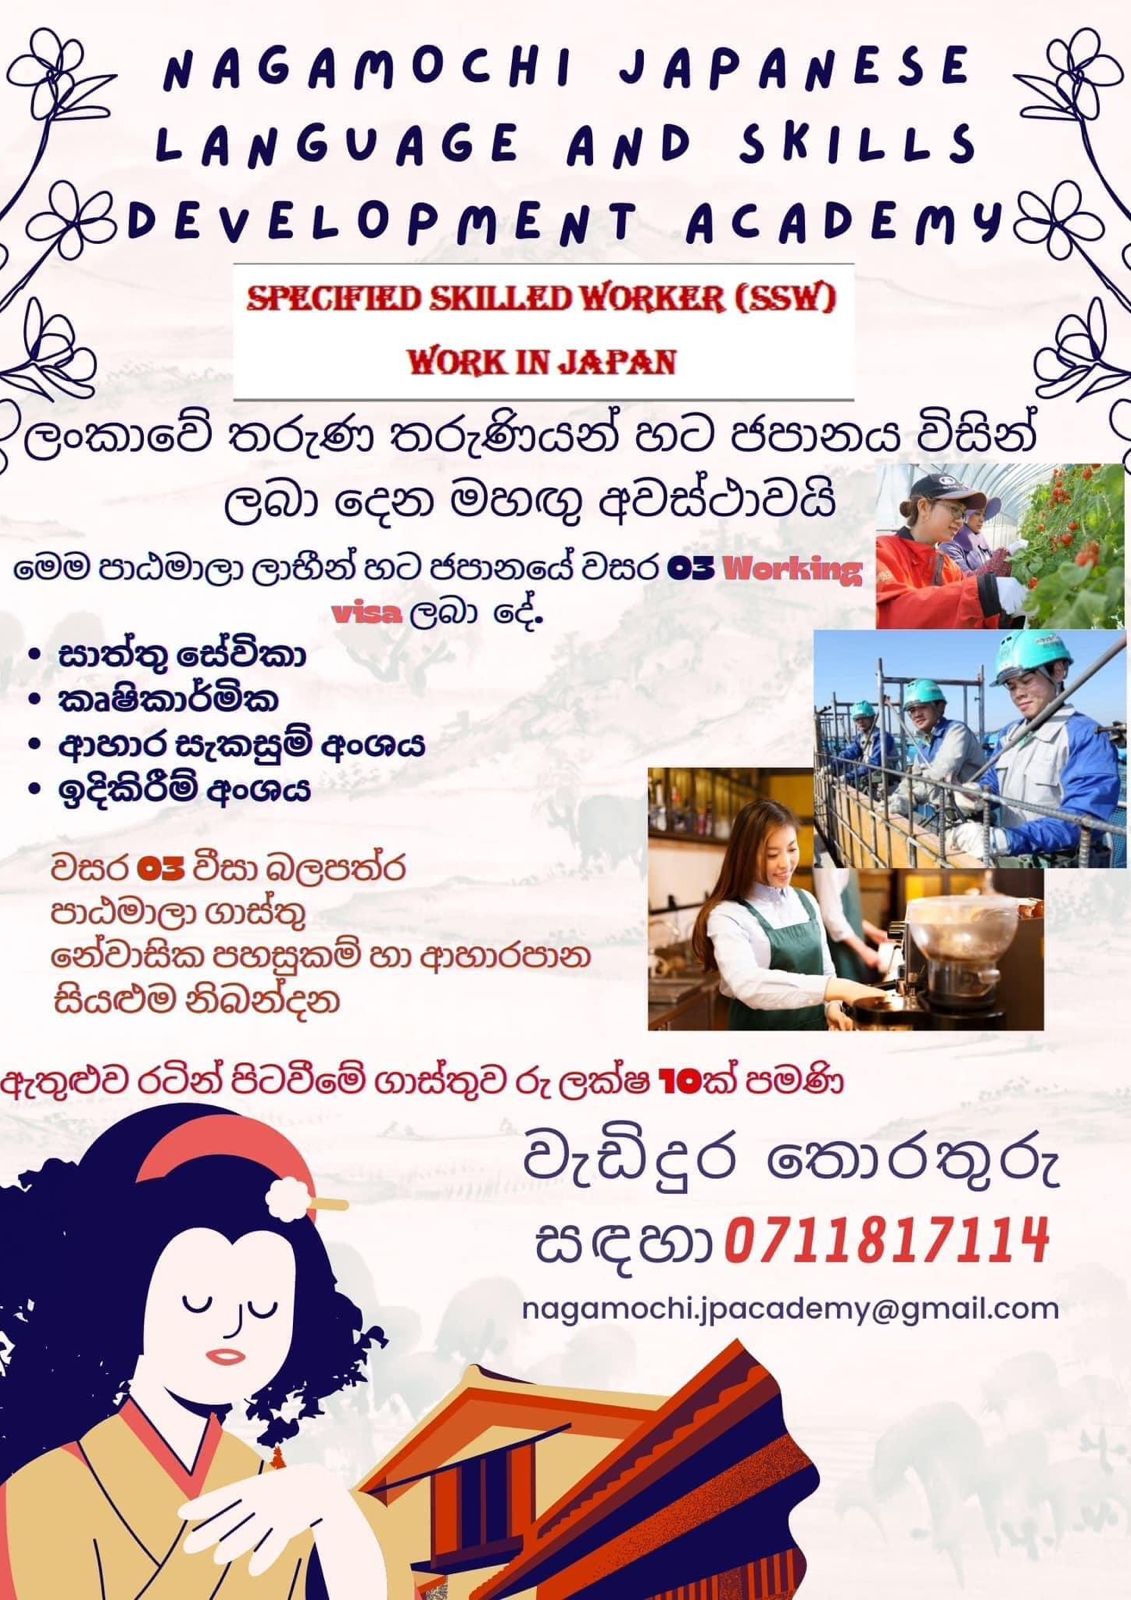 NAGAMOCHI JAPANESE
LANGUAGE AND SKILLS
DEVELOPMENT ACADEMY
SPECIFIED SKILLED WORKER (SSW)
WORK IN JAPAN
ලංකාවේ තරුණ තරුණියන් හට ජපානය විසින්
ලබා දෙන මහඟු අවස්ථාවයි
මෙම පාඨමාලා ලාභීන් හට ජපානයේ වසර 03 Working
visa ලබා දේ.
• සාත්තු සේවිකා
• කෘෂිකාර්මික
• ආහාර සැකසුම් අංශය
• ඉදිකිරීම් අංශය
වසර 03 වීසා බලපත්‍ර
පාඨමාලා ගාස්තු
නේවාසික පහසුකම් හා ආහාරපාන
සියළුම නිබන්දන
ඇතුළුව රටින් පිටවීමේ ගාස්තුව රු ලක්ෂ 10ක් පමණි
වැඩිදුර තොරතුරු
සඳහා 0711817114
nagamochi.jpacademy@gmail.com